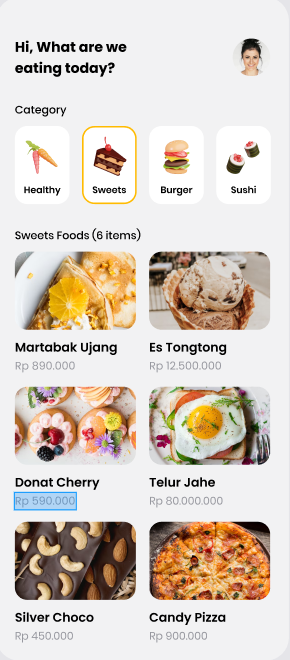 Hi, What are we
eating today?
Category
Healthy
Sweets
Burger
Sushi
Sweets Foods (6 items)
Martabak Ujang
Es Tongtong
Rp 890.000
Rp 12.500.000
Donat Cherry
Telur Jahe
Rp 590.000
Rp 80.000.000
Silver Choco
Candy Pizza
Rp 450.000
Rp 900.000